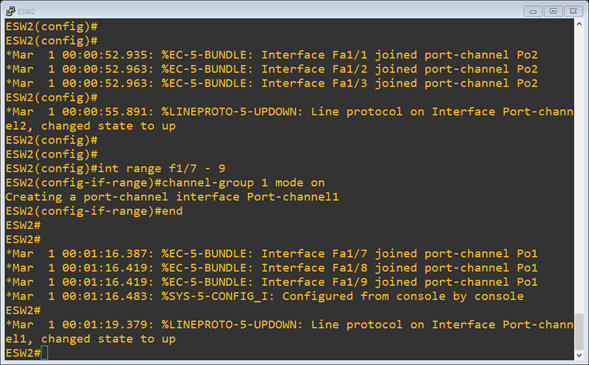 ESW2
ESW2(config)#
ESW2(config)#
*Mar  1 00:00:52.935: %EC-5-BUNDLE: Interface Fa1/1 joined port-channel Po2
*Mar  1 00:00:52.963: %EC-5-BUNDLE: Interface Fa1/2 joined port-channel Po2
*Mar  1 00:00:52.963: %EC-5-BUNDLE: Interface Fa1/3 joined port-channel Po2
ESW2(config)#
*Mar  1 00:00:55.891: %LINEPROTO-5-UPDOWN: Line protocol on Interface Port-chann
el2, changed state to up
ESW2(config)#
ESW2(config)#
ESW2(config)#int range f1/7 - 9
ESW2(config-if-range)#channel-group 1 mode on
Creating a port-channel interface Port-channel1
ESW2(config-if-range)#end
ESW2#
ESW2#
*Mar  1 00:01:16.387: %EC-5-BUNDLE: Interface Fa1/7 joined port-channel Po1
*Mar  1 00:01:16.419: %EC-5-BUNDLE: Interface Fa1/8 joined port-channel Po1
*Mar  1 00:01:16.419: %EC-5-BUNDLE: Interface Fa1/9 joined port-channel Po1
*Mar  1 00:01:16.483: %SYS-5-CONFIG_I: Configured from console by console
ESW2#
*Mar  1 00:01:19.379: %LINEPROTO-5-UPDOWN: Line protocol on Interface Port-chann
el1, changed state to up
ESW2#